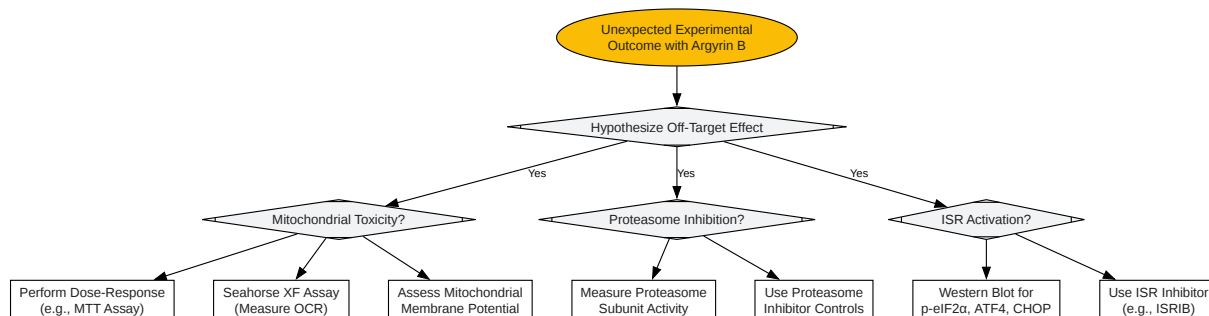 Unexpected Experimental
Outcome with Argyrin B
Hypothesize Off-Target Effect
Yes
Yes
Yes
Mitochondrial Toxicity?
Proteasome Inhibition?
ISR Activation?
Perform Dose-Response
(e.g., MTT Assay)
Seahorse XF Assay
(Measure OCR)
Assess Mitochondrial
Membrane Potential
Measure Proteasome
Subunit Activity
Use Proteasome
Inhibitor Controls
Western Blot for
p-eIF2α, ATF4, CHOP
Use ISR Inhibitor
(e.g., ISRIB)